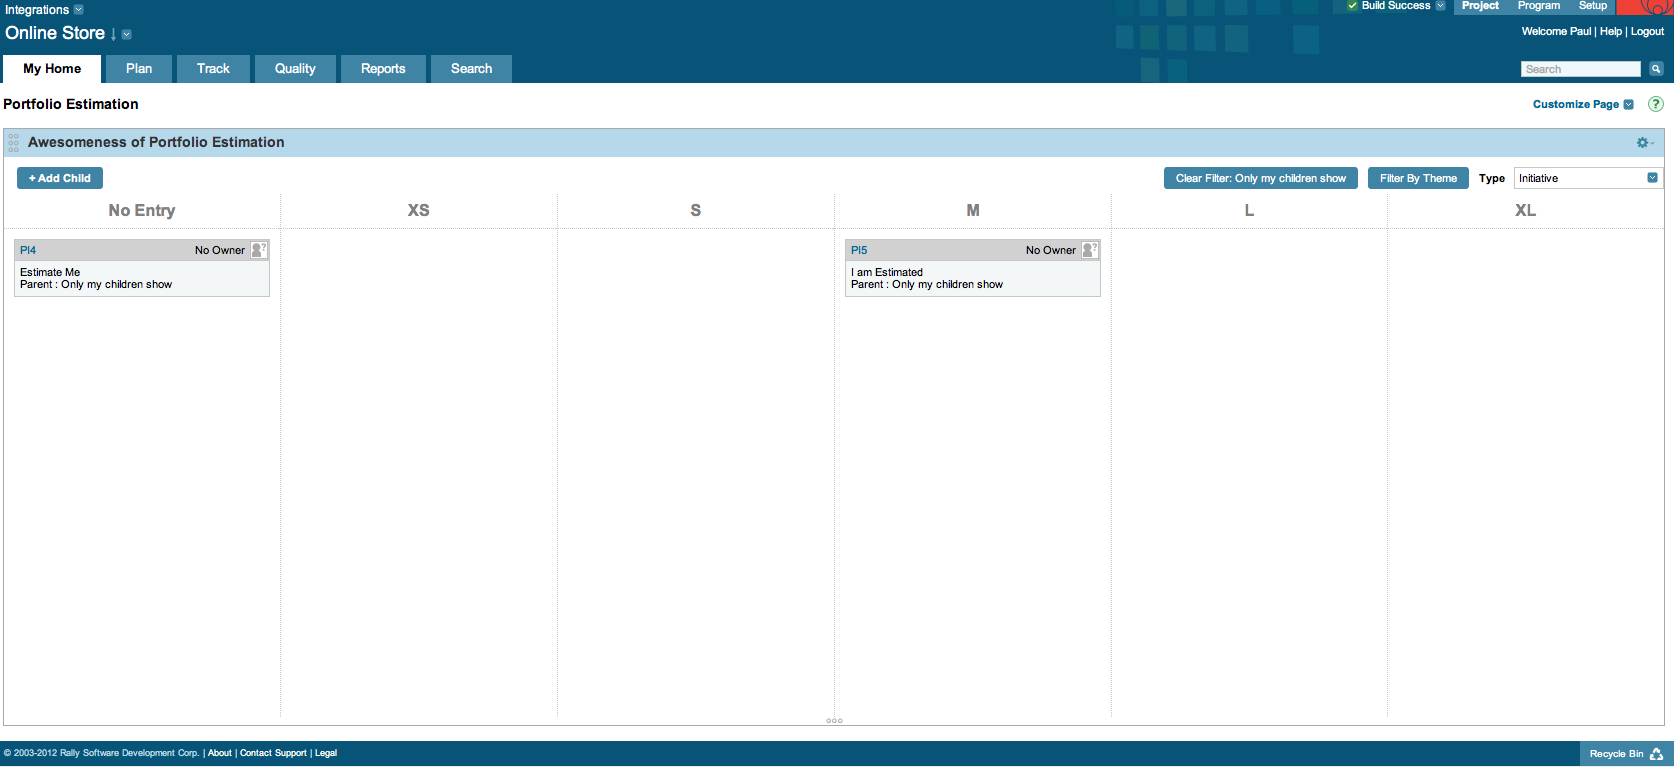 Integrations
Build Success Project Program Setup
Online Store
Welcome Paul | Help | Logout
My Home Plan Track Quality Reports Search
Search
Portfolio Estimation
Customize Page ?
Awesomeness of Portfolio Estimation
+ Add Child
Clear Filter: Only my children show Filter By Theme Type Initiative
No Entry XS S M L XL
PI4 No Owner ?
Estimate Me
Parent : Only my children show
PI5 No Owner ?
I am Estimated
Parent : Only my children show
© 2003-2012 Rally Software Development Corp. | About | Contact Support | Legal
Recycle Bin